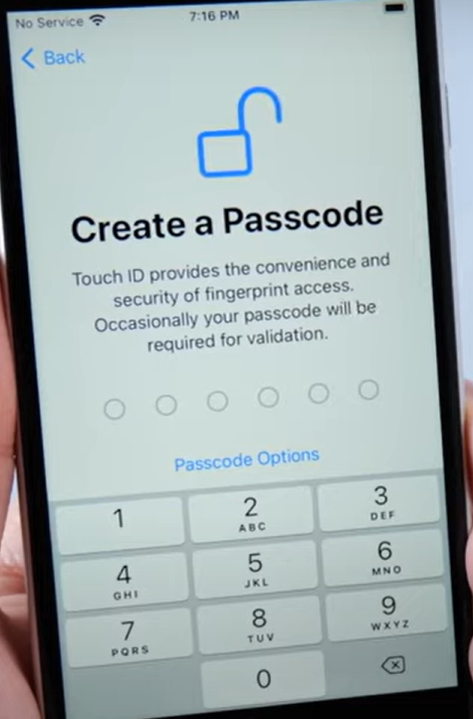 No Service 7:16 PM
Back
Create a Passcode
Touch ID provides the convenience and
security of fingerprint access.
Occasionally your passcode will be
required for validation.
Passcode Options
1 2 3
ABC DEF
4 5 6
GHI JKL MNO
7 8 9
PQRS TUV WXYZ
0